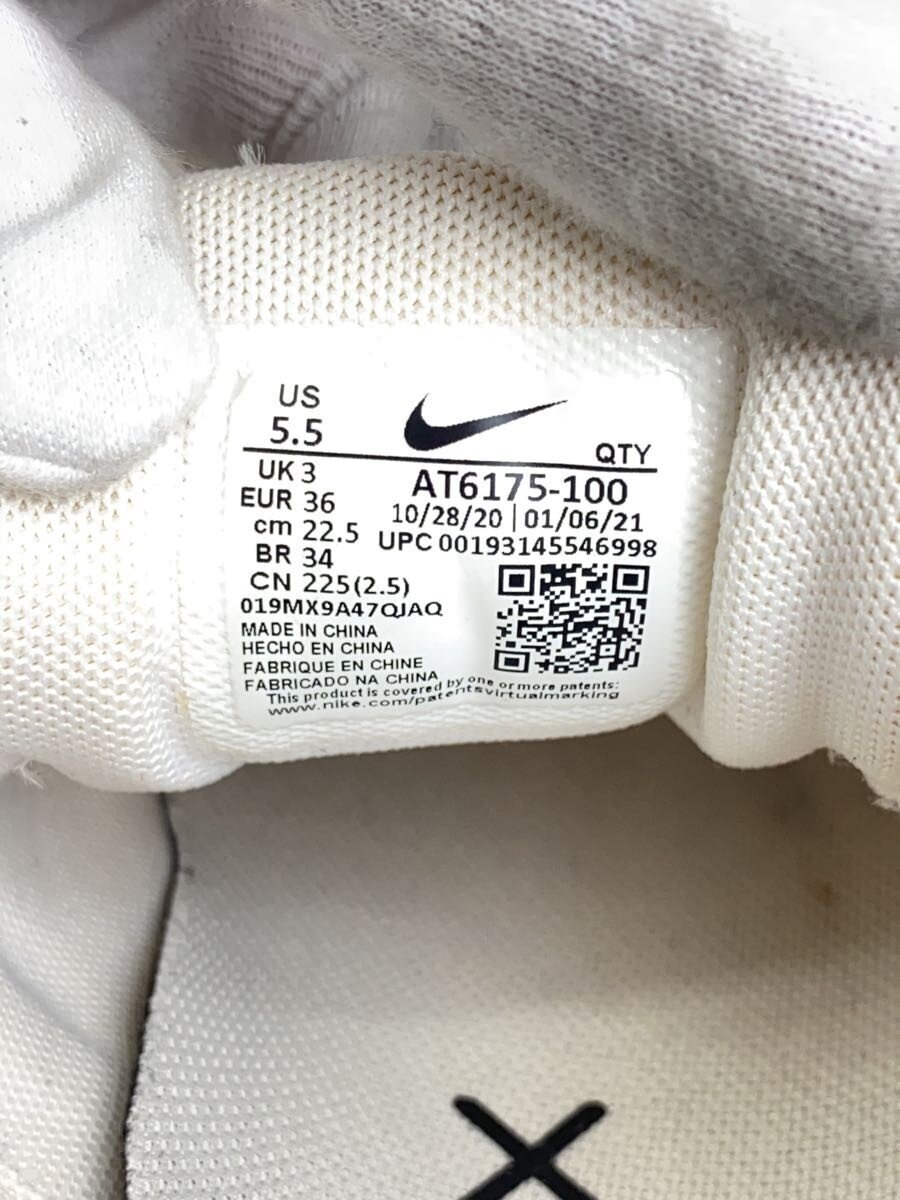 US
5.5
QTY
UK 3
EUR 36
cm 22.5
BR 34
CN 225(2.5)
AT6175-100
10/28/20 | 01/06/21
UPC 00193145546998
019MX9A47QJAQ
MADE IN CHINA
HECHO EN CHINA
FABRIQUE EN CHINE
FABRICADO NA CHINA
This product is covered by one or more patents:
www.nike.com/patentsvirtualmarking
X